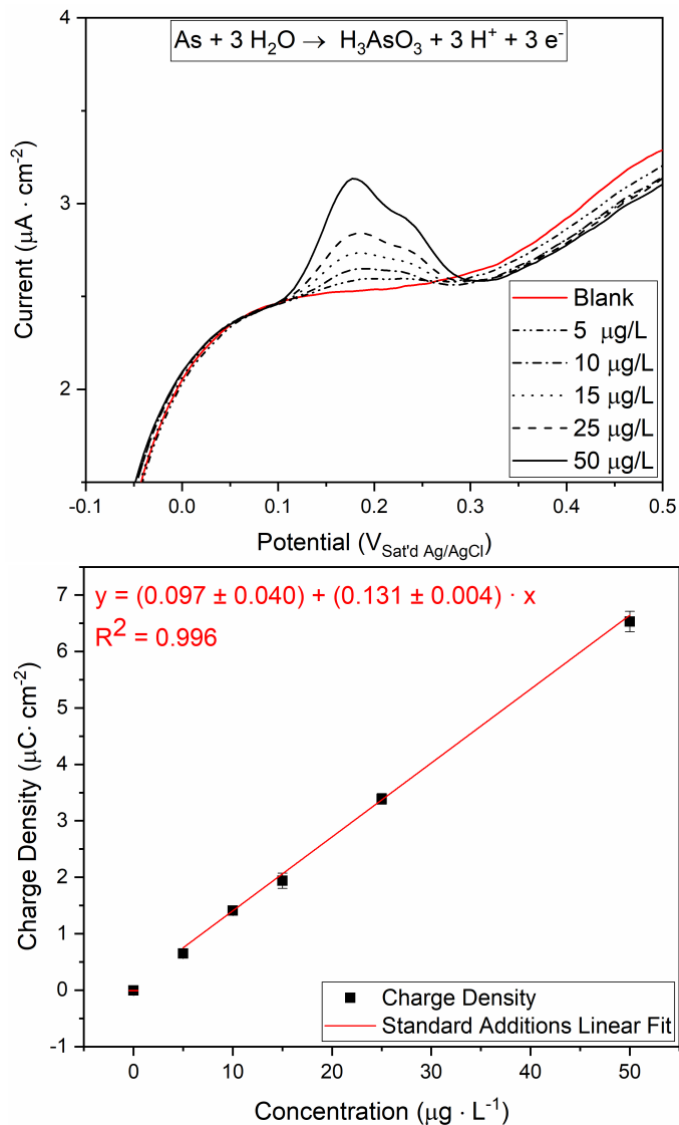 4
As + 3 H₂O → H₃AsO₃ + 3 H⁺ + 3 e⁻
3
2
Current (μA · cm⁻²)
Blank
5 μg/L
10 μg/L
15 μg/L
25 μg/L
50 μg/L
-0.1 0.0 0.1 0.2 0.3 0.4 0.5
Potential (V Sat'd Ag/AgCl)
7
6
5
4
3
2
1
0
-1
Charge Density (μC· cm⁻²)
y = (0.097 ± 0.040) + (0.131 ± 0.004) · x
R² = 0.996
Charge Density
Standard Additions Linear Fit
0 10 20 30 40 50
Concentration (μg · L⁻¹)